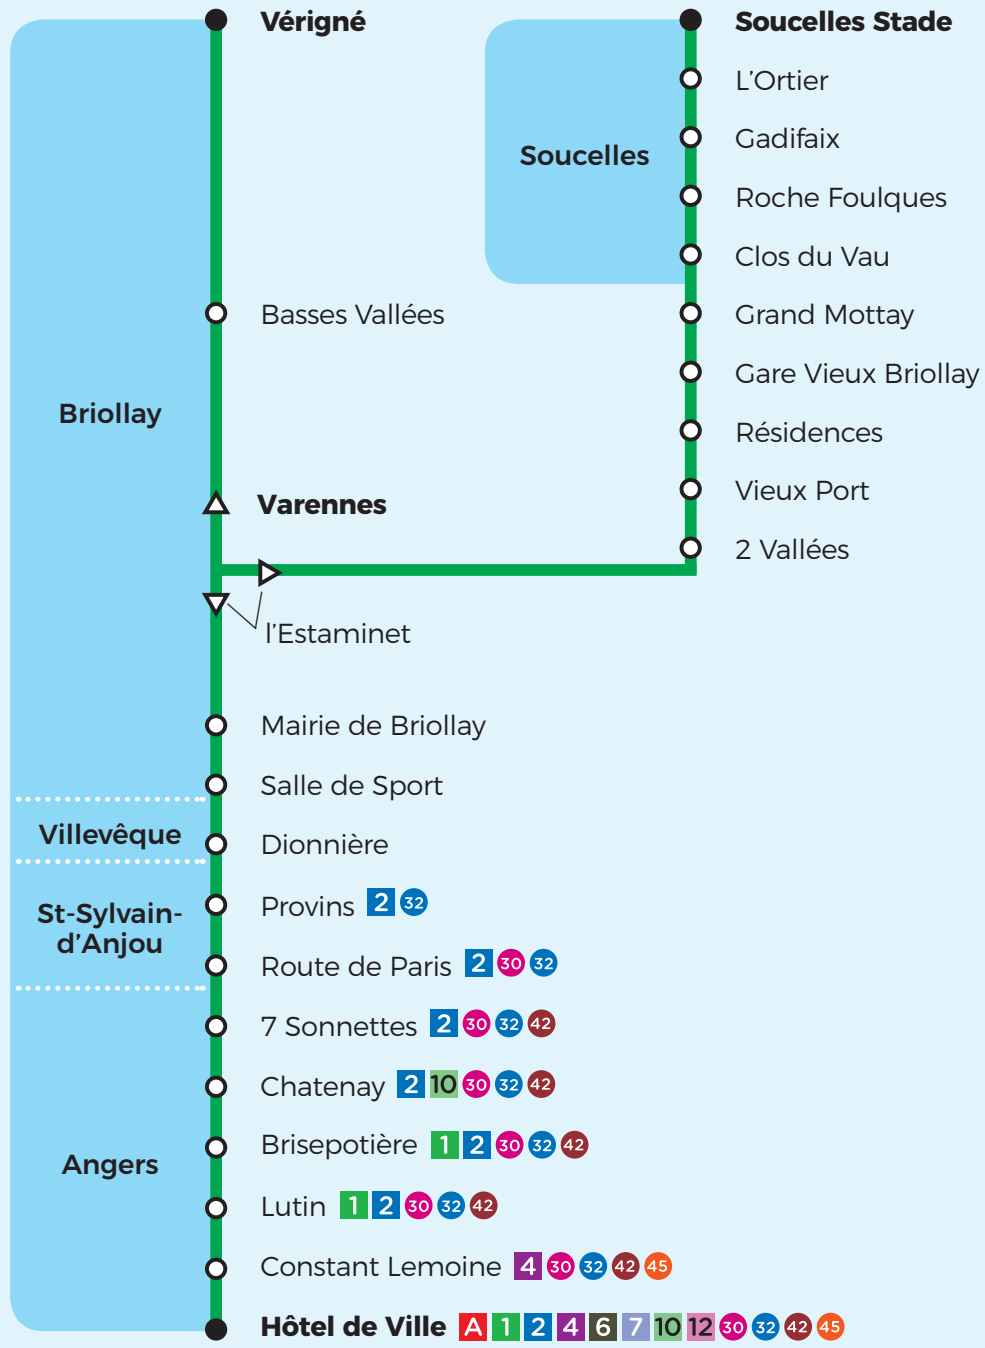 Vérigné
Soucelles Stade
L'Ortier
Gadifaix
Soucelles
Roche Foulques
Clos du Vau
Basses Vallées
Grand Mottay
Gare Vieux Briollay
Briollay
Résidences
Vieux Port
Varennes
2 Vallées
l'Estaminet
Mairie de Briollay
Salle de Sport
Villevêque
Dionnière
St-Sylvain-
d'Anjou
Provins 2 32
Route de Paris 2 30 32
7 Sonnettes 2 30 32 42
Chatenay 2 10 30 32 42
Angers
Brisepotière 1 2 30 32 42
Lutin 1 2 30 32 42
Constant Lemoine 4 30 32 42 45
Hôtel de Ville A 1 2 4 6 7 10 12 30 32 42 45